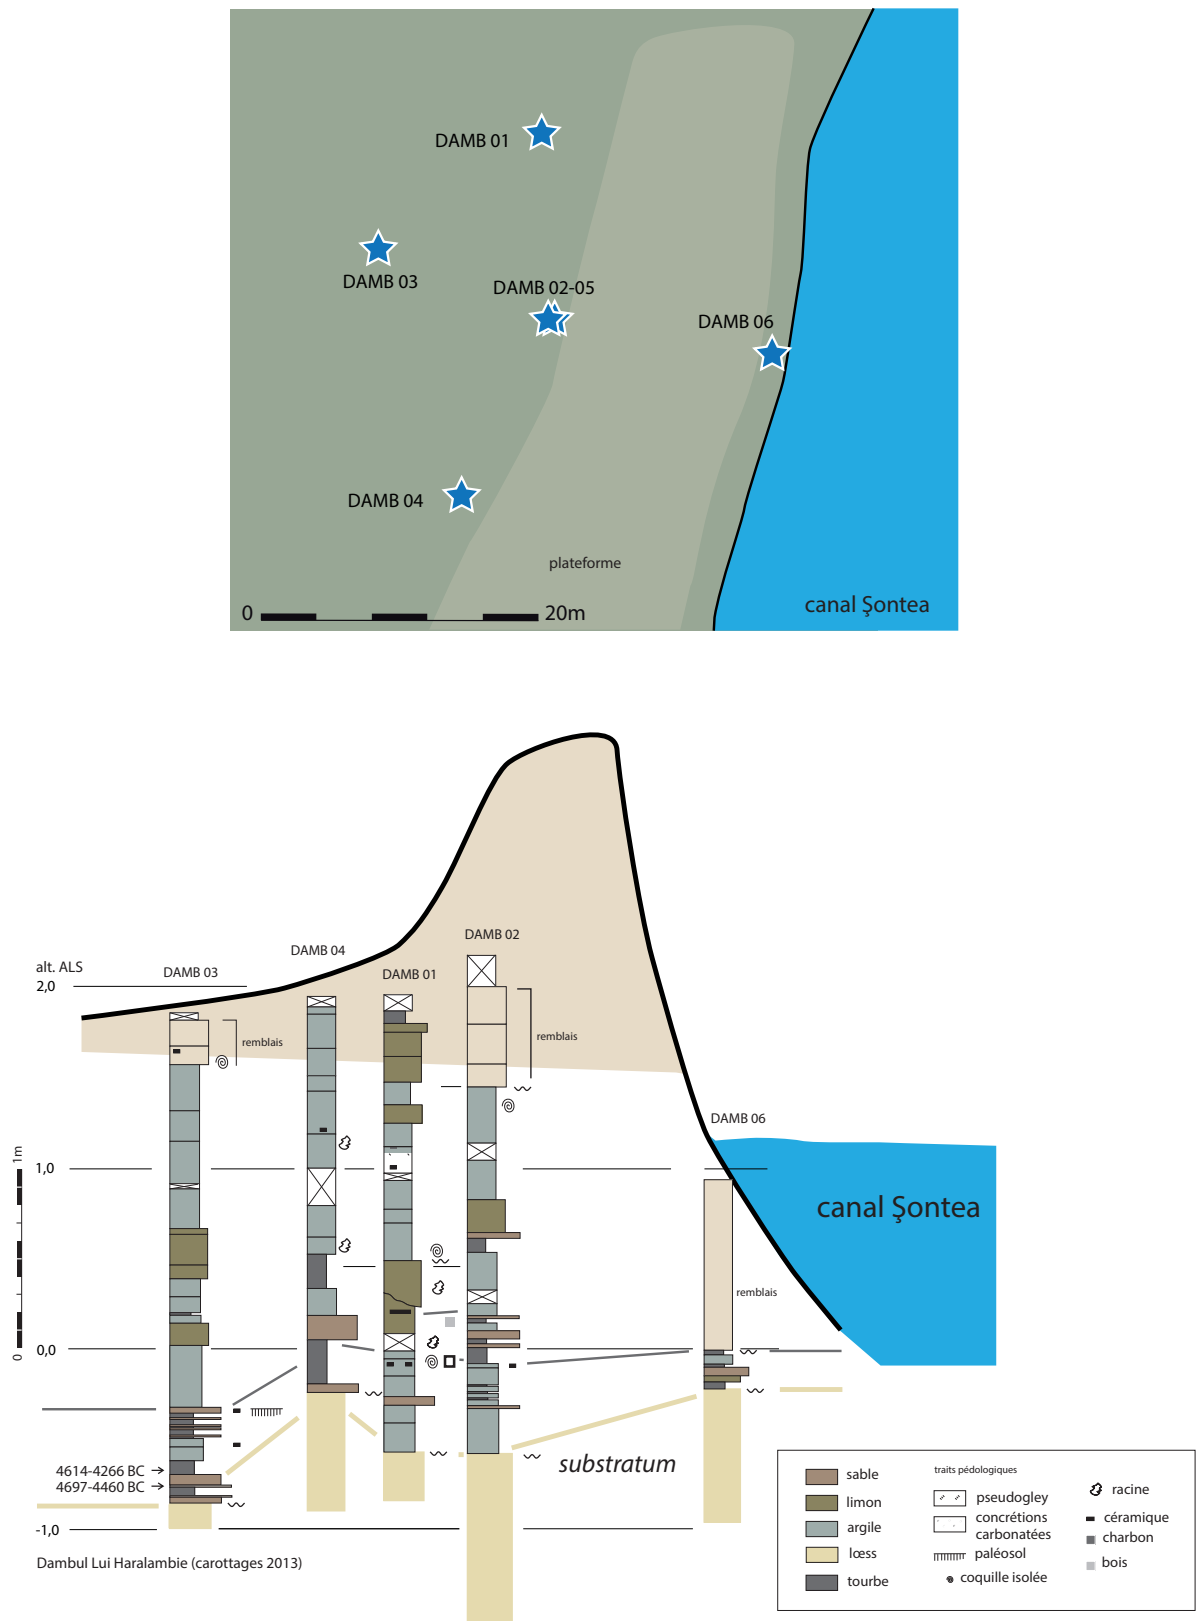 DAMB 01
DAMB 03
DAMB 02-05
DAMB 06
DAMB 04
plateforme
0
20m
canal Şontea
DAMB 02
DAMB 04
alt. ALS
DAMB 03
DAMB 01
2,0
remblais
remblais
DAMB 06
1m
1,0
canal Şontea
remblais
0
0,0
substratum
4614-4266 BC
4697-4460 BC
-1,0
Dambul Lui Haralambie (carottages 2013)
sable
limon
argile
lœss
tourbe
traits pédologiques
pseudogley
concrétions
carbonatées
paléosol
coquille isolée
racine
céramique
charbon
bois